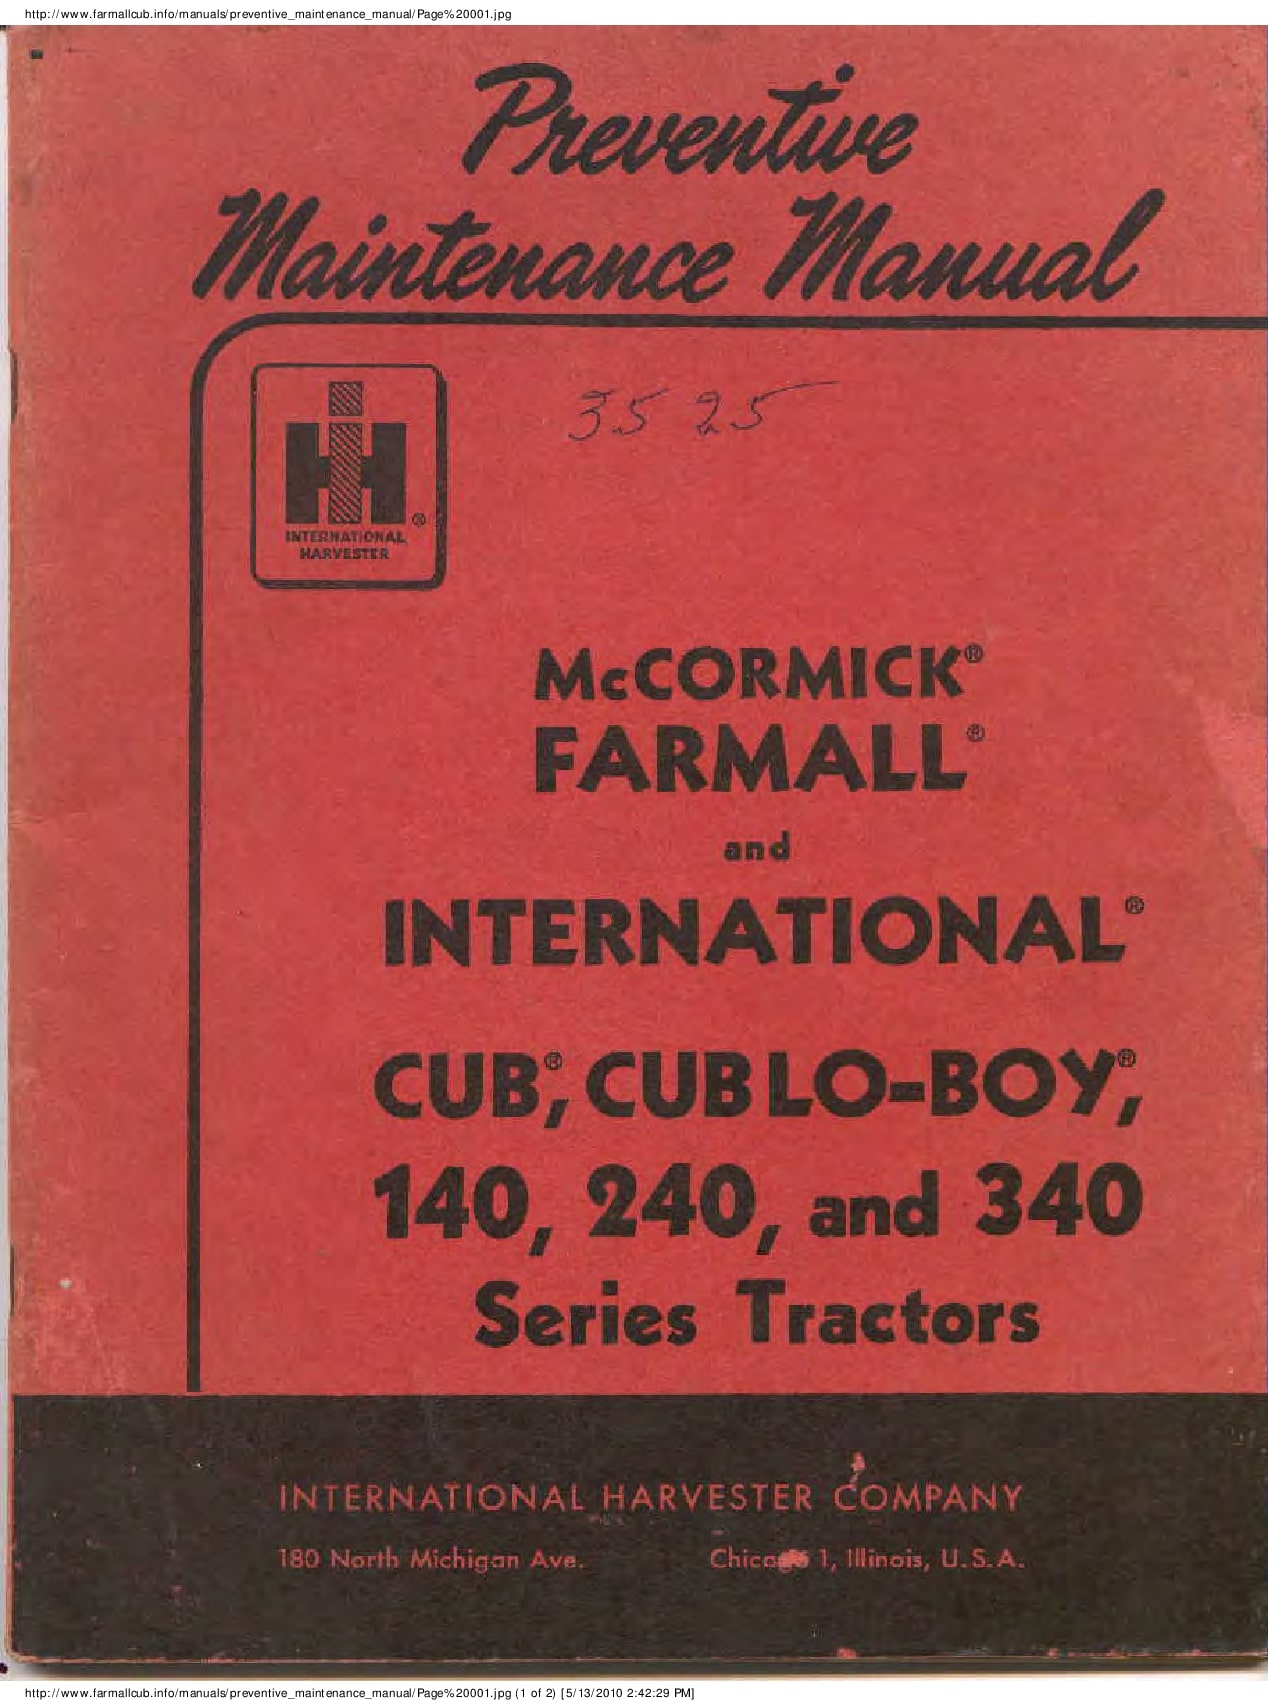 http://www.farmallcub.info/manuals/preventive_maintenance_manual/Page%20001.jpg
Preventive
Maintenance Manual
3525
IH ®
INTERNATIONAL
HARVESTER
McCORMICK®
FARMALL®
and
INTERNATIONAL®
CUB®, CUB LO-BOY®,
140, 240, and 340
Series Tractors
INTERNATIONAL HARVESTER COMPANY
180 North Michigan Ave. Chicago 1, Illinois, U.S.A.
http://www.farmallcub.info/manuals/preventive_maintenance_manual/Page%20001.jpg (1 of 2) [5/13/2010 2:42:29 PM]